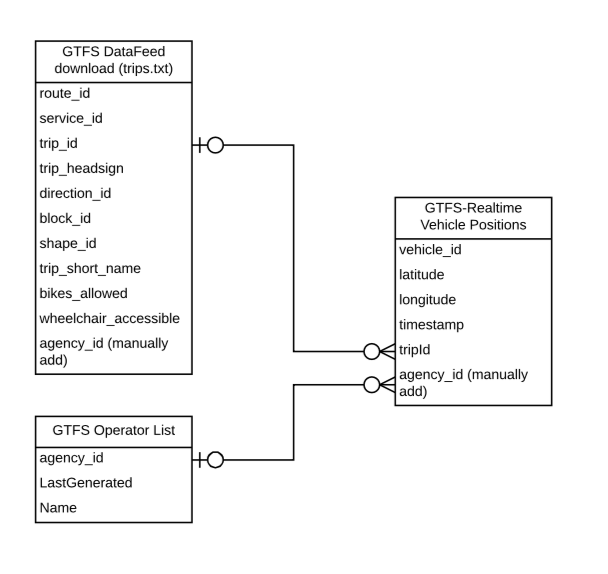 GTFS DataFeed
download (trips.txt)
route_id
service_id
trip_id
trip_headsign
direction_id
block_id
shape_id
trip_short_name
bikes_allowed
wheelchair_accessible
agency_id (manually
add)
GTFS-Realtime
Vehicle Positions
vehicle_id
latitude
longitude
timestamp
tripId
agency_id (manually
add)
GTFS Operator List
agency_id
LastGenerated
Name